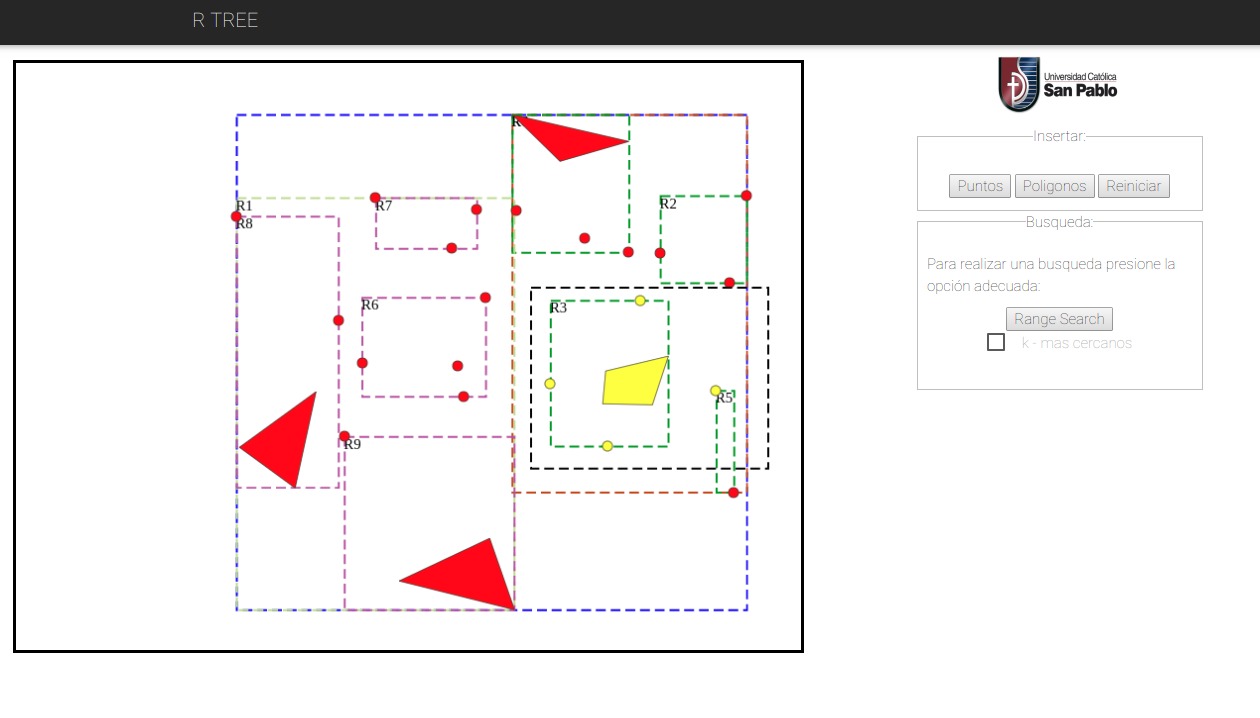 R TREE
Universidad Católica
San Pablo
Insertar:
Puntos
Poligonos
Reiniciar
Busqueda:
Para realizar una busqueda presione la
opción adecuada:
Range Search
k - mas cercanos
R1
R8
R7
R
R2
R6
R3
R5
R9